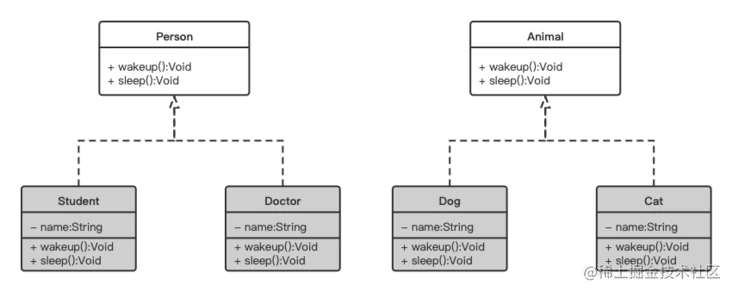 Person
+ wakeup():Void
+ sleep():Void
Animal
+ wakeup():Void
+ sleep():Void
Student
– name:String
+ wakeup():Void
+ sleep():Void
Doctor
– name:String
+ wakeup():Void
+ sleep():Void
Dog
– name:String
+ wakeup():Void
+ sleep():Void
Cat
– name:String
+ wakeup():Void
+ sleep():Void
@稀土掘金技术社区